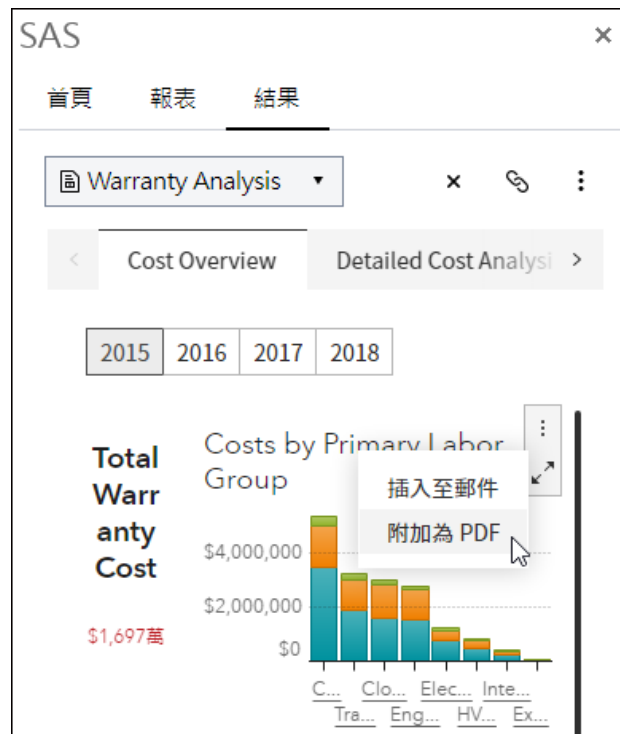 SAS
首頁 報表 結果
Warranty Analysis
Cost Overview Detailed Cost Analysi
2015 2016 2017 2018
Total
Warr
anty
Cost
$1,697萬
Costs by Primary Labor
Group
插入至郵件
附加為 PDF
$4,000,000
$2,000,000
$0
C... Clo... Elec... Inte...
Tra... Eng... HV... Ex...